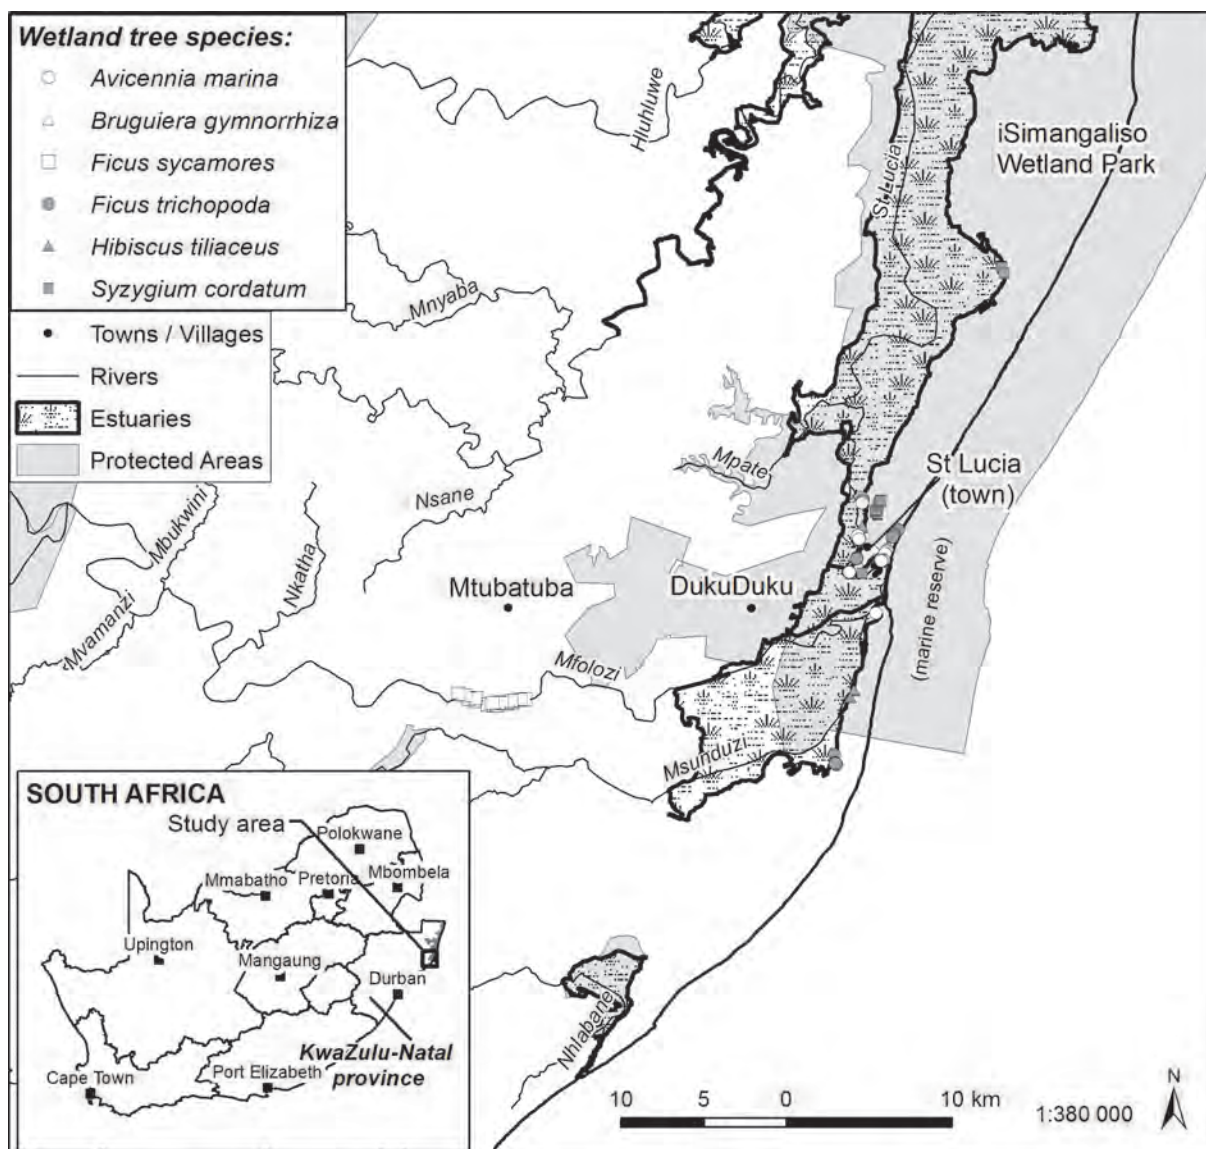 Wetland tree species:
Avicennia marina
Bruguiera gymnorrhiza
Ficus sycamores
Ficus trichopoda
Hibiscus tiliaceus
Syzygium cordatum
Towns / Villages
Rivers
Estuaries
Protected Areas
Hluhluwe
St Lucia
iSimangaliso
Wetland Park
Mnyaba
Mpate
St Lucia
(town)
Nsane
Mbukwini
Nkatha
Mvamanzi
Mtubatuba
DukuDuku
(marine reserve)
Mfolozi
Msunduzi
Nhlabane
SOUTH AFRICA
Study area
Polokwane
Mmabatho
Pretoria
Mbombela
Upington
Mangaung
Durban
KwaZulu-Natal
province
Cape Town
Port Elizabeth
10 5 0 10 km
1:380 000
N